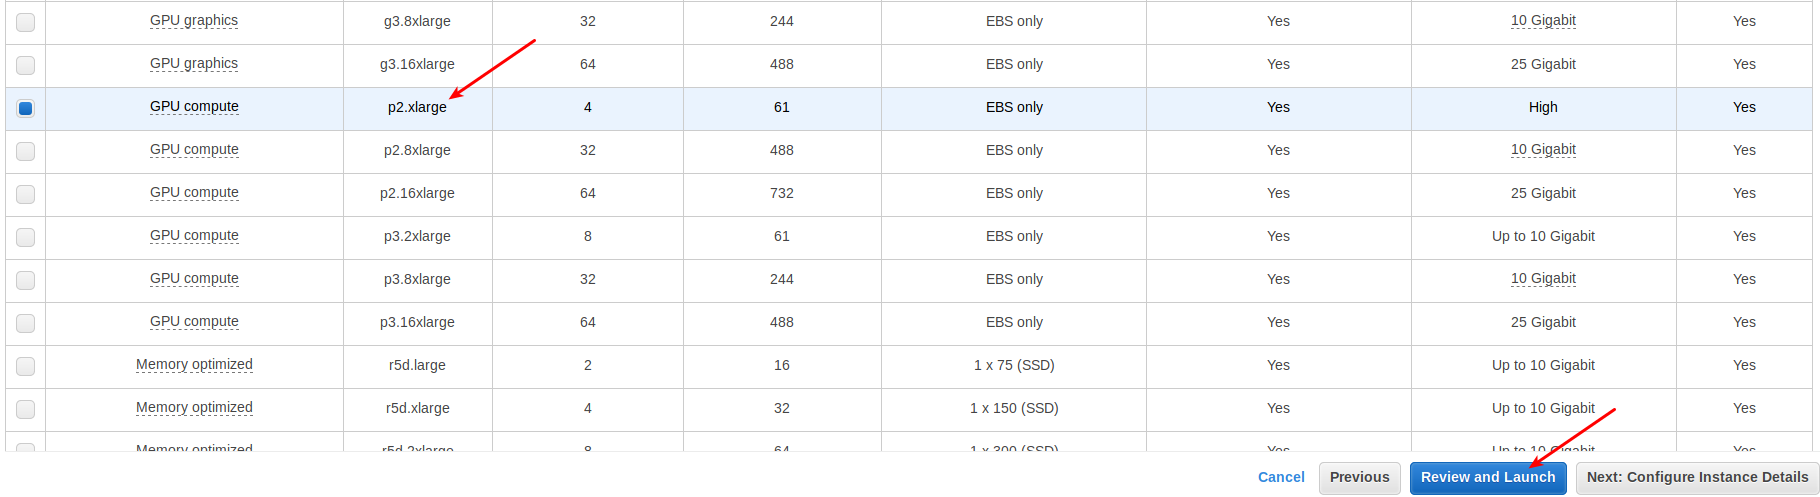 GPU graphics g3.8xlarge 32 244 EBS only Yes 10 Gigabit Yes
GPU graphics g3.16xlarge 64 488 EBS only Yes 25 Gigabit Yes
GPU compute p2.xlarge 4 61 EBS only Yes High Yes
GPU compute p2.8xlarge 32 488 EBS only Yes 10 Gigabit Yes
GPU compute p2.16xlarge 64 732 EBS only Yes 25 Gigabit Yes
GPU compute p3.2xlarge 8 61 EBS only Yes Up to 10 Gigabit Yes
GPU compute p3.8xlarge 32 244 EBS only Yes 10 Gigabit Yes
GPU compute p3.16xlarge 64 488 EBS only Yes 25 Gigabit Yes
Memory optimized r5d.large 2 16 1 x 75 (SSD) Yes Up to 10 Gigabit Yes
Memory optimized r5d.xlarge 4 32 1 x 150 (SSD) Yes Up to 10 Gigabit Yes
Memory optimized r5d.2xlarge 8 64 1 x 300 (SSD) Yes Up to 10 Gigabit Yes
Cancel Previous Review and Launch Next: Configure Instance Details